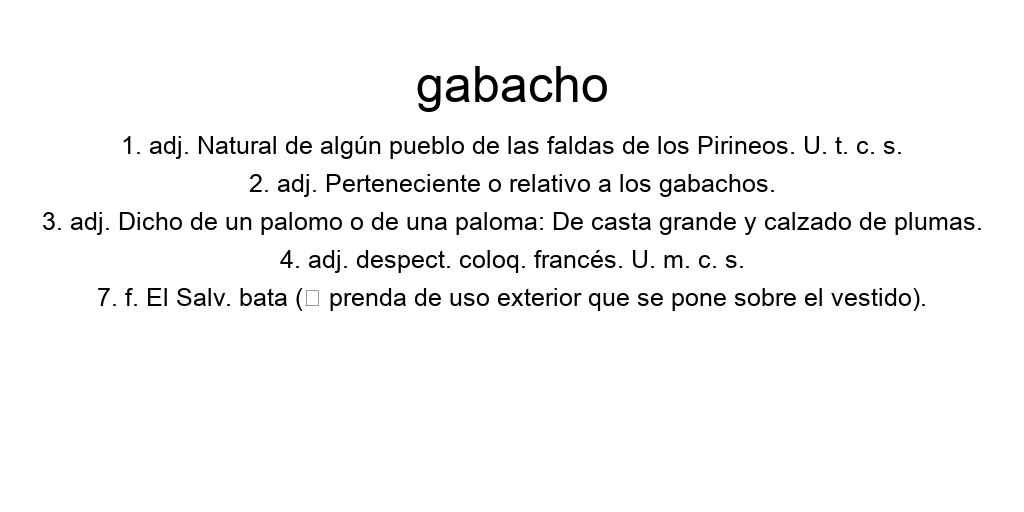 gabacho
1. adj. Natural de algún pueblo de las faldas de los Pirineos. U. t. c. s.
2. adj. Perteneciente o relativo a los gabachos.
3. adj. Dicho de un palomo o de una paloma: De casta grande y calzado de plumas.
4. adj. despect. coloq. francés. U. m. c. s.
7. f. El Salv. bata (▯ prenda de uso exterior que se pone sobre el vestido).